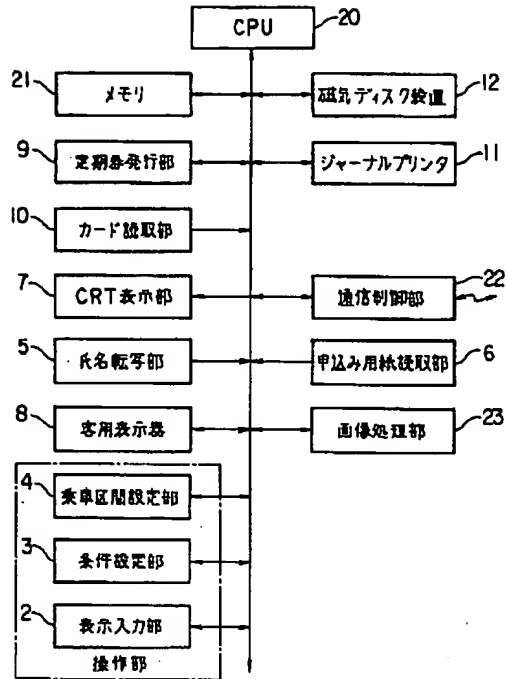 CPU
20
21
メモリ
磁気ディスク装置
12
9
定期券発行部
ジャーナルプリンタ
11
10
カード読取部
7
CRT表示部
通信制御部
22
5
氏名転写部
申込み用紙読取部
6
8
客用表示器
画像処理部
23
4
乗車区間設定部
3
条件設定部
2
表示入力部
操作部